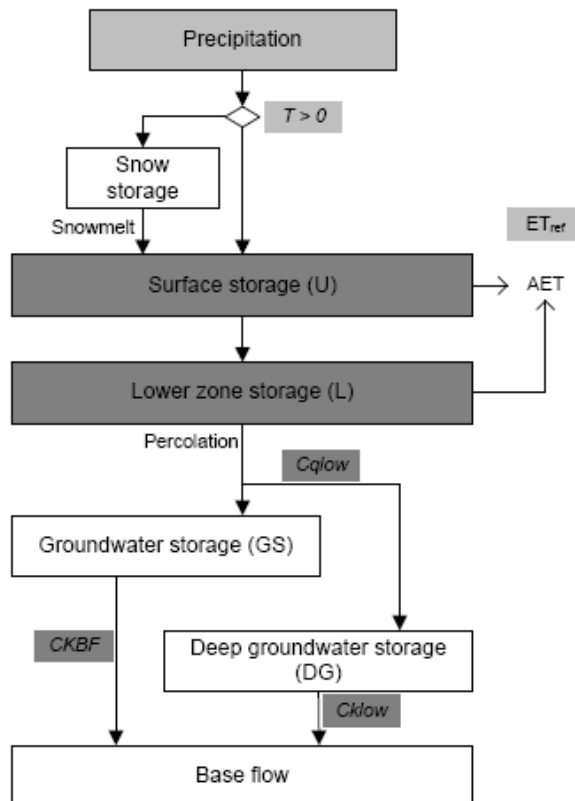 Precipitation
T > 0
Snow
storage
Snowmelt
ETref
Surface storage (U)
AET
Lower zone storage (L)
Percolation
Cqlow
Groundwater storage (GS)
CKBF
Deep groundwater storage
(DG)
Cklow
Base flow